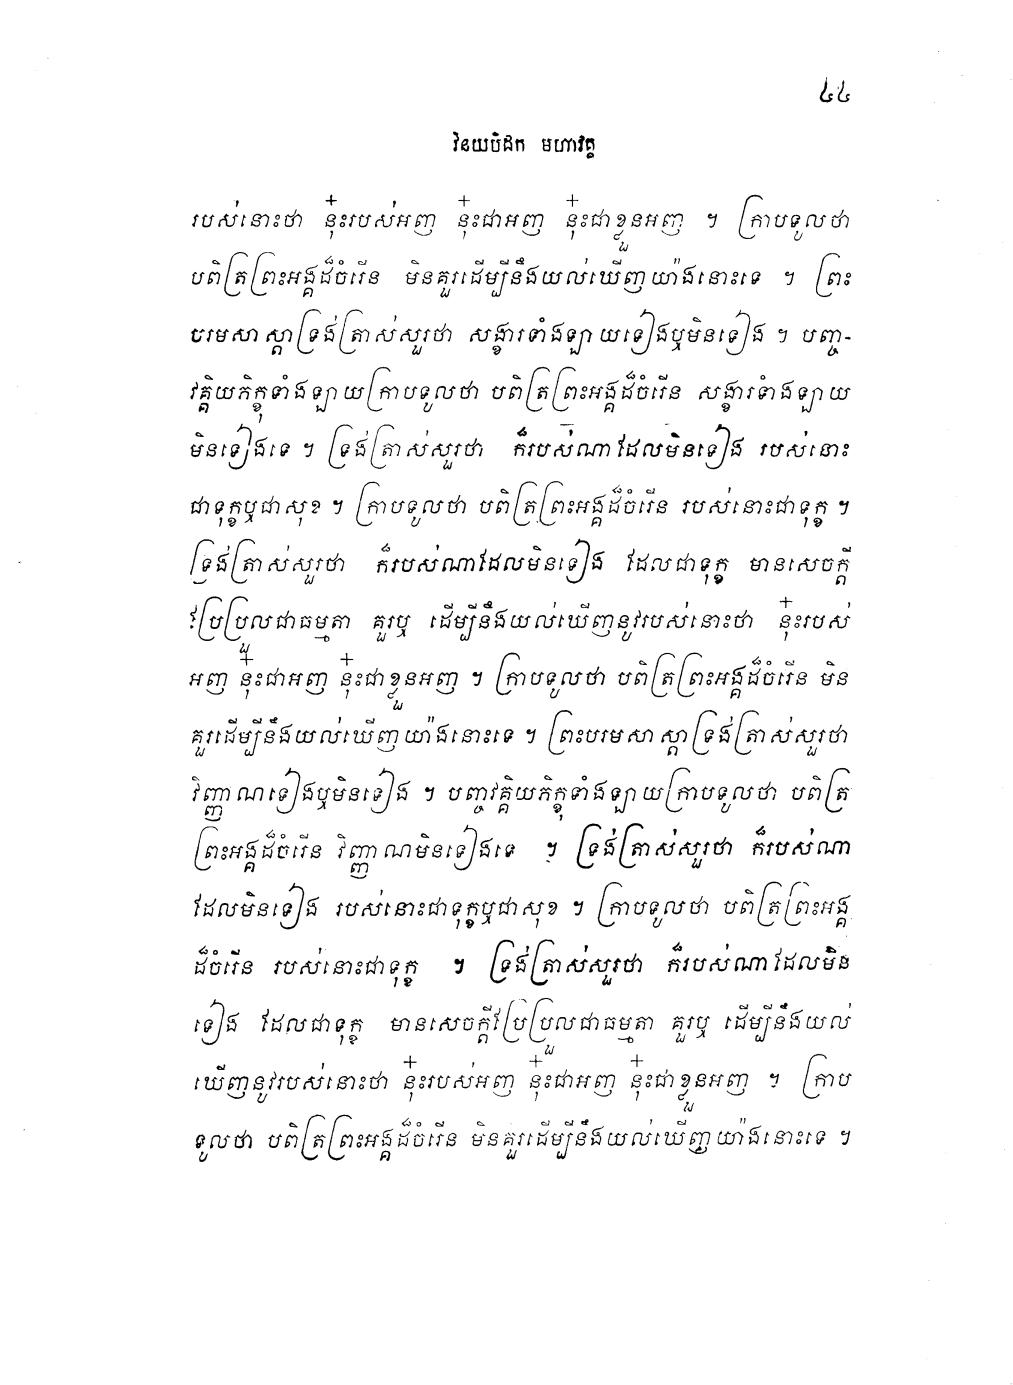 ៤៤
វិនយបិដក មហាវគ្គ
របស់នោះថា នុ៎ះរបស់អញ នុ៎ះជាអញ នុ៎ះជាខ្លួនអញ ។ ក្រាបទូលថា
បពិត្រព្រះអង្គដ៏ចំរើន មិនគួរដើម្បីនឹងយល់ឃើញយ៉ាងនោះទេ ។ ព្រះ
បរមសាស្តាទ្រង់ត្រាស់សួរថា សង្ខារទាំងឡាយទៀងឬមិនទៀង ។ បញ្ច-
វគ្គិយភិក្ខុទាំងឡាយក្រាបទូលថា បពិត្រព្រះអង្គដ៏ចំរើន សង្ខារទំាងឡាយ
មិនទៀងទេ ។ ទ្រង់ត្រាស់សួរថា ក៏របស់ណាដែលមិនទៀង របស់នោះ
ជាទុក្ខឬជាសុខ ។ ក្រាបទូលថា បពិត្រព្រះអង្គដ៏ចំរើន របស់នោះជាទុក្ខ ។
ទ្រង់ត្រាស់សួរថា ក៏របស់ណាដែលមិនទៀង ដែលជាទុក្ខ មានសេចក្តី
ប្រែប្រួលជាធម្មតា គួរឬ ដើម្បីនឹងយល់ឃើញនូវរបស់នោះថា នុ៎ះរបស់
អញ នុ៎ះជាអញ នុ៎ះជាខ្លួនអញ ។ ក្រាបទូលថា បពិត្រព្រះអង្គដ៏ចំរើន មិន
គួរដើម្បីនឹងយល់ឃើញយ៉ាងនោះទេ ។ ព្រះបរមសាស្តាទ្រង់ត្រាស់សួរថា
វិញ្ញាណទៀងឬមិនទៀង ។ បញ្ចវគ្គិយភិក្ខុទាំងឡាយក្រាបទូលថា បពិត្រ
ព្រះអង្គដ៏ចំរើន វិញ្ញាណមិនទៀងទេ ។ ទ្រង់ត្រាស់សួរថា ក៏របស់ណា
ដែលមិនទៀង របស់នោះជាទុក្ខឬជាសុខ ។ ក្រាបទូលថា បពិត្រព្រះអង្គ
ដ៏ចំរើន របស់នោះជាទុក្ខ ។ ទ្រង់ត្រាស់សួរថា ក៏របស់ណាដែលមិន
ទៀង ដែលជាទុក្ខ មានសេចក្តីប្រែប្រួលជាធម្មតា គួរឬ ដើម្បីនឹងយល់
ឃើញនូវរបស់នោះថា នុ៎ះរបស់អញ នុ៎ះជាអញ នុ៎ះជាខ្លួនអញ ។ ក្រាប
ទូលថា បពិត្រព្រះអង្គដ៏ចំរើន មិនគួរដើម្បីនឹងយល់ឃើញយ៉ាងនោះទេ ។